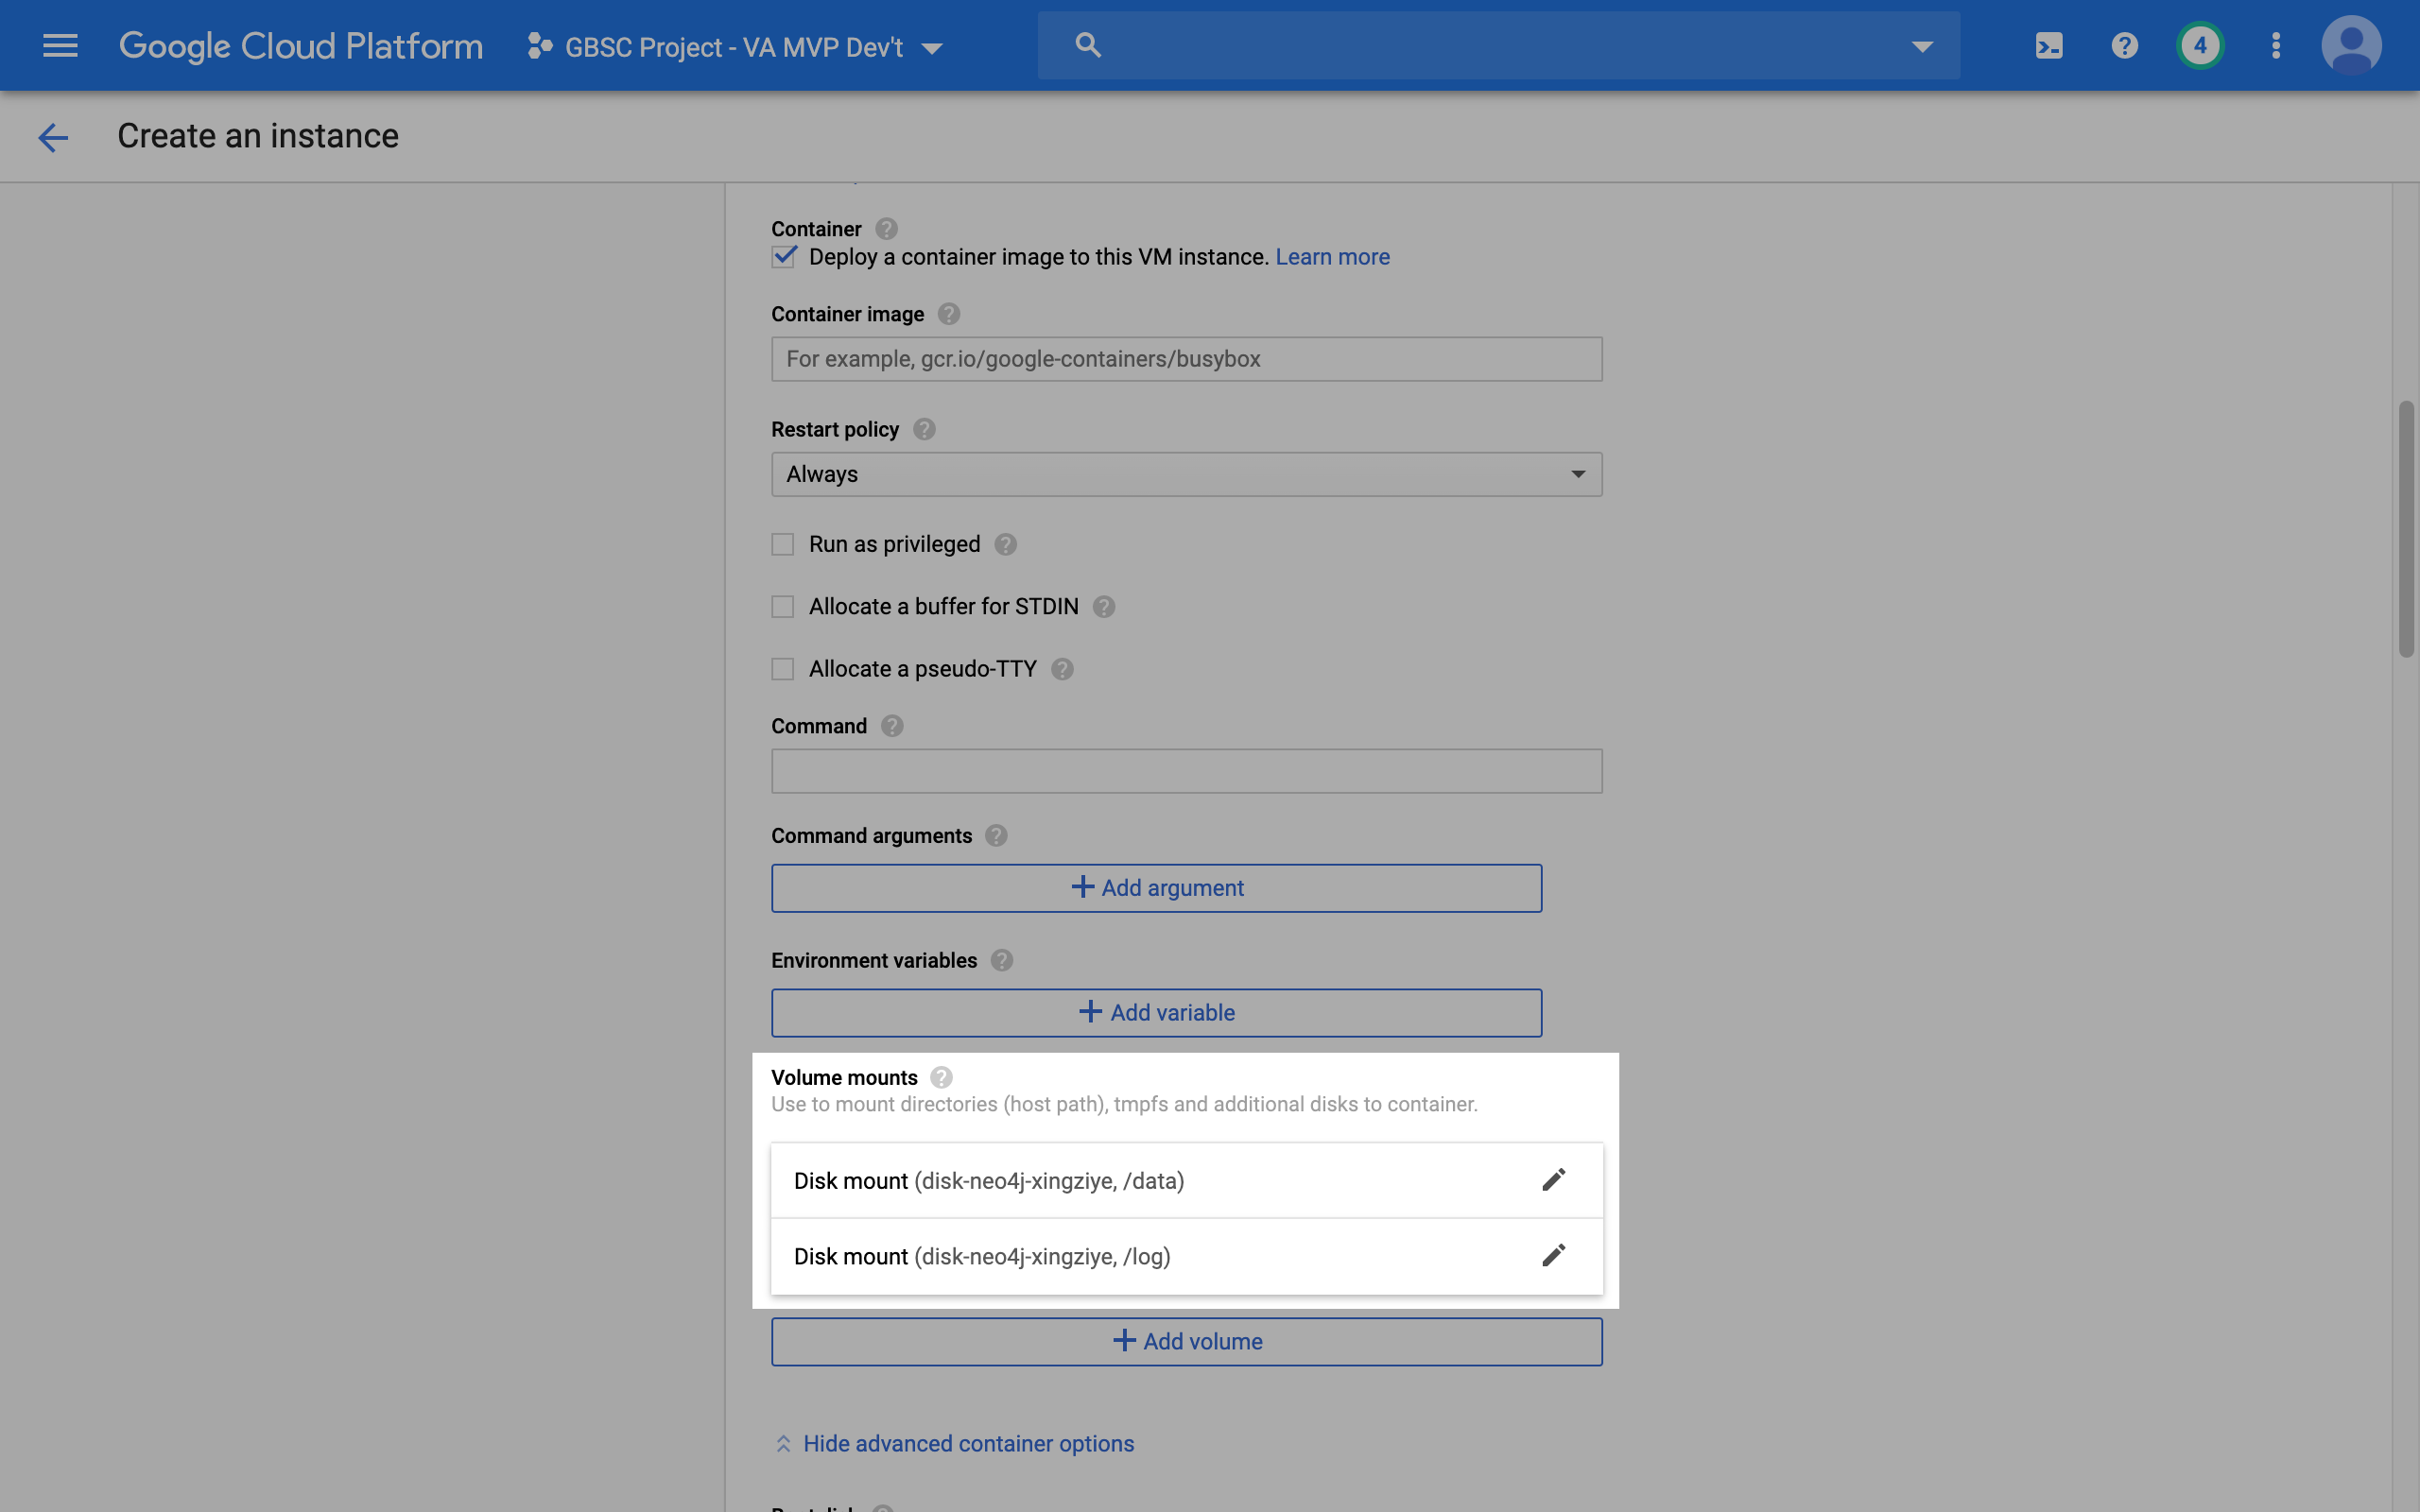 Google Cloud Platform
GBSC Project - VA MVP Dev't
4
Create an instance
Container
Deploy a container image to this VM instance. Learn more
Container image
For example, gcr.io/google-containers/busybox
Restart policy
Always
Run as privileged
Allocate a buffer for STDIN
Allocate a pseudo-TTY
Command
Command arguments
Add argument
Environment variables
Add variable
Volume mounts
Use to mount directories (host path), tmpfs and additional disks to container.
Disk mount (disk-neo4j-xingziye, /data)
Disk mount (disk-neo4j-xingziye, /log)
Add volume
Hide advanced container options